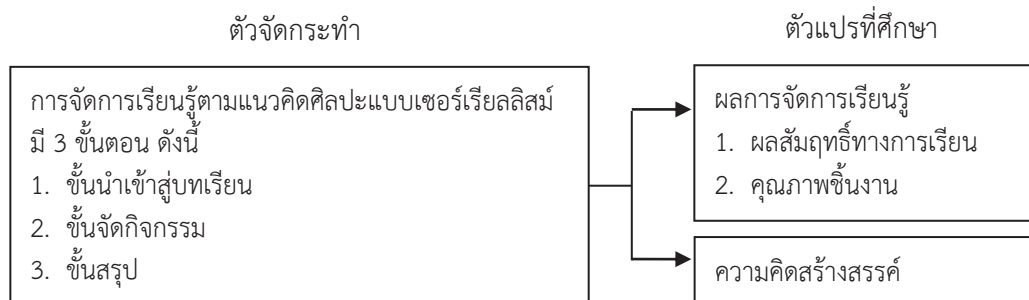 ตัวจัดกระทำ
ตัวแปรที่ศึกษา
การจัดการเรียนรู้ตามแนวคิดศิลปะแบบเซอร์เรียลลิสม์
มี 3 ขั้นตอน ดังนี้
1. ขั้นนำเข้าสู่บทเรียน
2. ขั้นจัดกิจกรรม
3. ขั้นสรุป
ผลการจัดการเรียนรู้
1. ผลสัมฤทธิ์ทางการเรียน
2. คุณภาพชิ้นงาน
ความคิดสร้างสรรค์